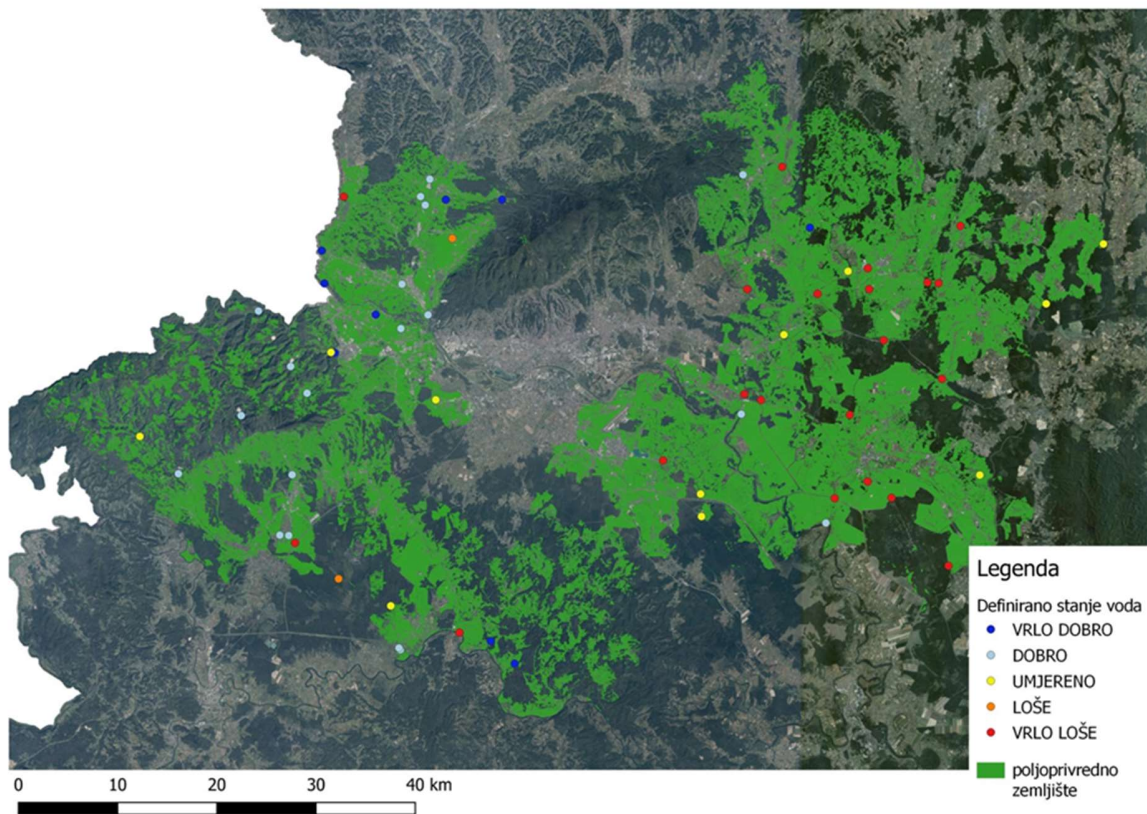 Legenda
Definirano stanje voda
VRLO DOBRO
DOBRO
UMJERENO
LOŠE
VRLO LOŠE
poljoprivredno
zemljište
0 10 20 30 40 km